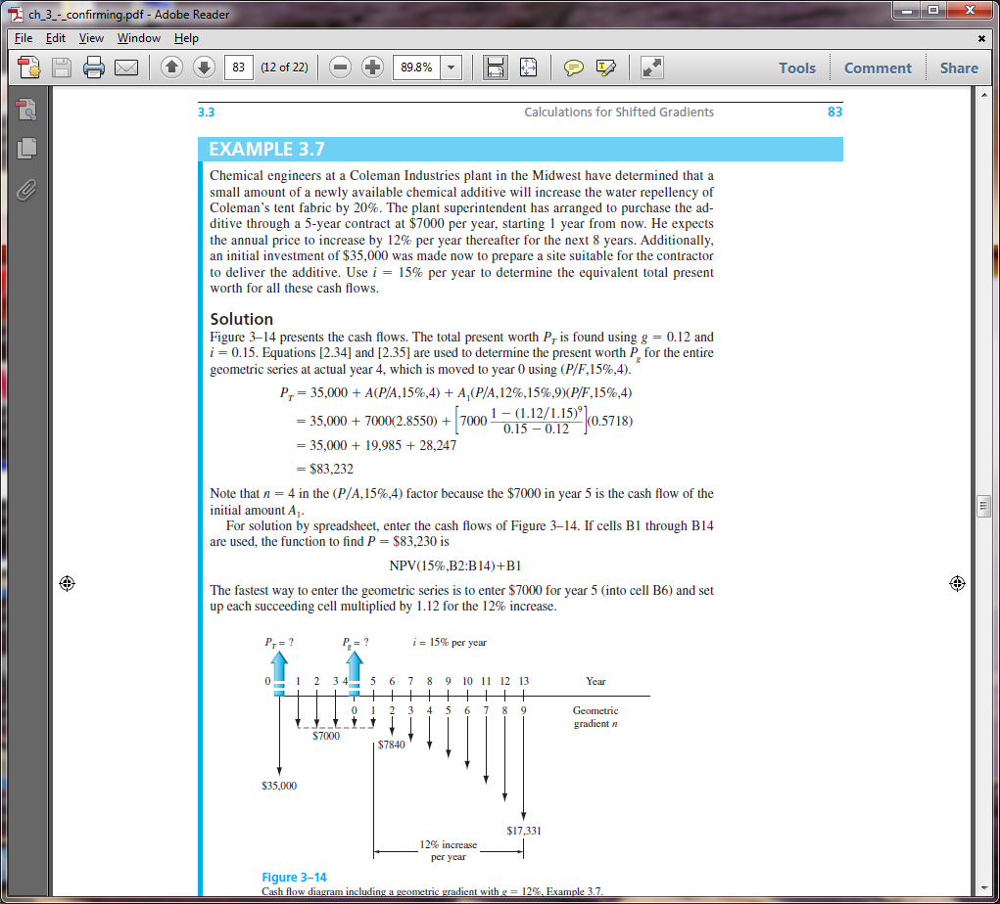 ch_3_-_confirming.pdf - Adobe Reader
File Edit View Window Help
83 (12 of 22) 89.8% Tools Comment Share
3.3 Calculations for Shifted Gradients 83
EXAMPLE 3.7
Chemical engineers at a Coleman Industries plant in the Midwest have determined that a
small amount of a newly available chemical additive will increase the water repellency of
Coleman's tent fabric by 20%. The plant superintendent has arranged to purchase the ad-
ditive through a 5-year contract at $7000 per year, starting 1 year from now. He expects
the annual price to increase by 12% per year thereafter for the next 8 years. Additionally,
an initial investment of $35,000 was made now to prepare a site suitable for the contractor
to deliver the additive. Use i = 15% per year to determine the equivalent total present
worth for all these cash flows.
Solution
Figure 3–14 presents the cash flows. The total present worth P_T is found using g = 0.12 and
i = 0.15. Equations [2.34] and [2.35] are used to determine the present worth P_g for the entire
geometric series at actual year 4, which is moved to year 0 using (P/F,15%,4).
P_T = 35,000 + A(P/A,15%,4) + A_1(P/A,12%,15%,9)(P/F,15%,4)
= 35,000 + 7000(2.8550) + [7000 (1 − (1.12/1.15)^9)/(0.15 − 0.12)](0.5718)
= 35,000 + 19,985 + 28,247
= $83,232
Note that n = 4 in the (P/A,15%,4) factor because the $7000 in year 5 is the cash flow of the
initial amount A_1.
For solution by spreadsheet, enter the cash flows of Figure 3–14. If cells B1 through B14
are used, the function to find P = $83,230 is
NPV(15%,B2:B14)+B1
The fastest way to enter the geometric series is to enter $7000 for year 5 (into cell B6) and set
up each succeeding cell multiplied by 1.12 for the 12% increase.
P_T = ? P_g = ? i = 15% per year
0 1 2 3 4 5 6 7 8 9 10 11 12 13 Year
0 1 2 3 4 5 6 7 8 9 Geometric
gradient n
$7000
$7840
$35,000
$17,331
12% increase
per year
Figure 3–14
Cash flow diagram including a geometric gradient with g = 12%, Example 3.7.